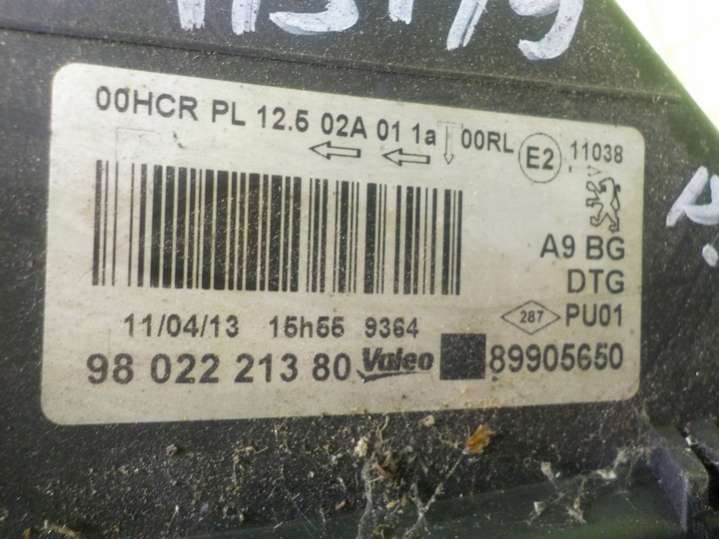 00HCR PL 12.5 02A 01 1a 00RL E2 11038
A9 BG
DTG
287 PU01
11/04/13 15h55 9364
98 022 213 80 Valeo 89905650